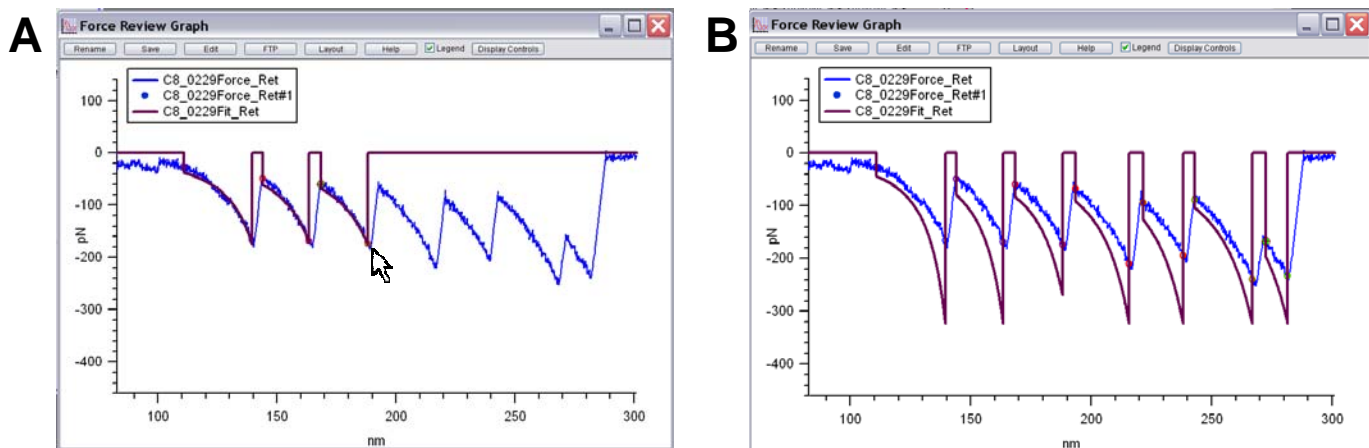 A
Force Review Graph
Rename Save Edit FTP Layout Help Legend Display Controls
C8_0229Force_Ret
C8_0229Force_Ret#1
C8_0229Fit_Ret
100
0
-100
-200
-300
-400
pN
100 150 200 250 300
nm
B
Force Review Graph
Rename Save Edit FTP Layout Help Legend Display Controls
C8_0229Force_Ret
C8_0229Force_Ret#1
C8_0229Fit_Ret
100
0
-100
-200
-300
-400
pN
100 150 200 250 300
nm